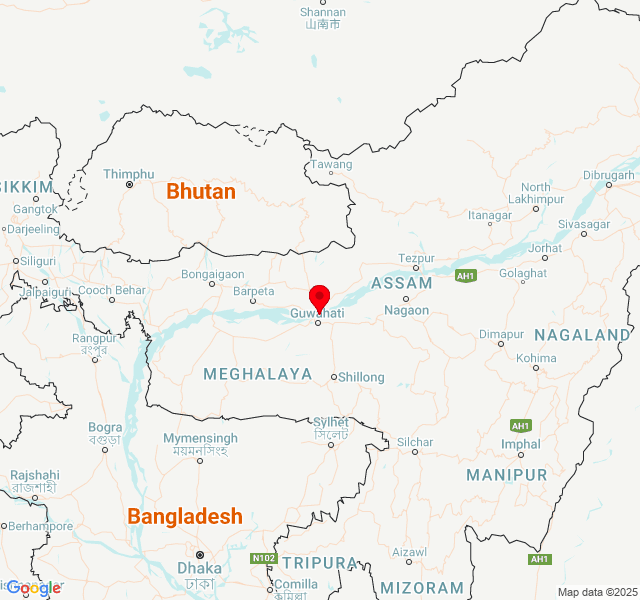 Shannan
山南市
Tawang
Thimphu
Bhutan
SIKKIM
Gangtok
Darjeeling
Siliguri
Jalpaiguri
Cooch Behar
Bongaigaon
Barpeta
Guwahati
Tezpur
ASSAM
AH1
Nagaon
Itanagar
North
Lakhimpur
Dibrugarh
Sivasagar
Jorhat
Golaghat
Dimapur
NAGALAND
Kohima
Rangpur
রংপুর
MEGHALAYA
Shillong
Bogra
বগুড়া
Mymensingh
ময়মনসিংহ
Sylhet
সিলেট
Silchar
AH1
Imphal
MANIPUR
Rajshahi
রাজশাহী
Berhampore
Bangladesh
Dhaka
ঢাকা
N102
TRIPURA
Comilla
কুমিল্লা
Aizawl
MIZORAM
AH1
Google
Map data ©2025